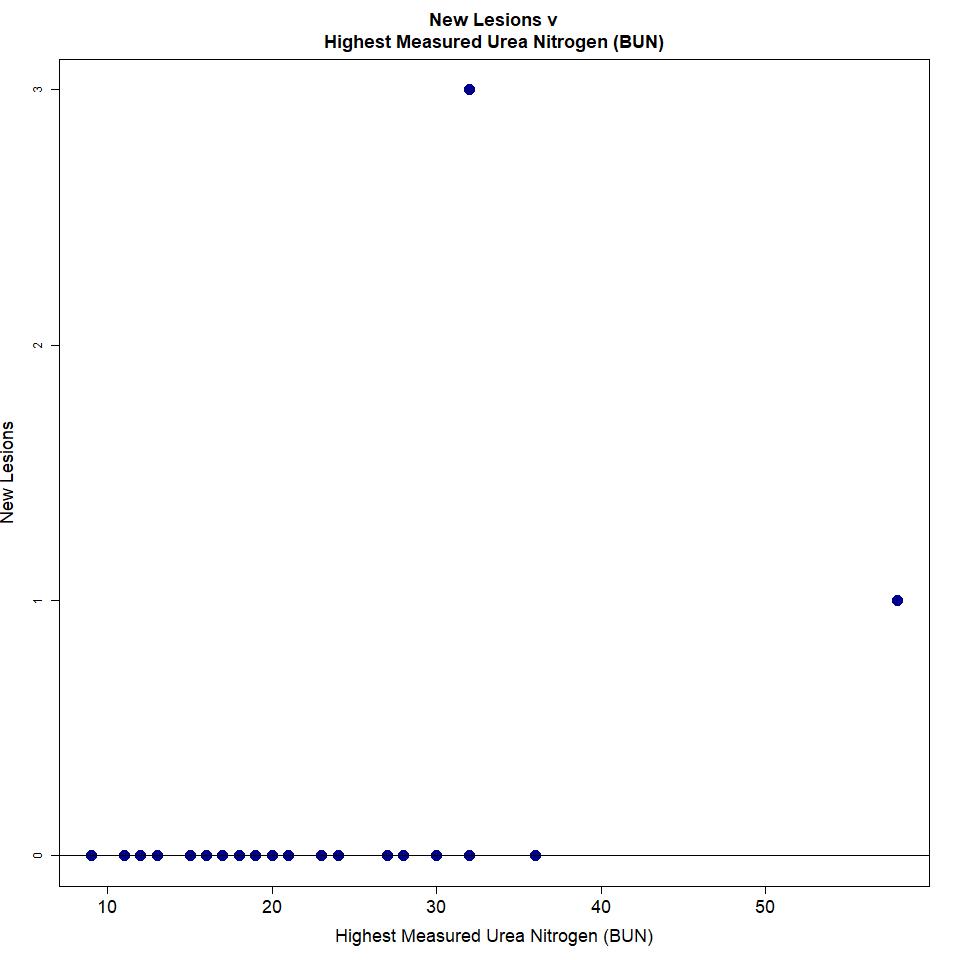 New Lesions v
Highest Measured Urea Nitrogen (BUN)
3
2
1
0
New Lesions
10 20 30 40 50
Highest Measured Urea Nitrogen (BUN)